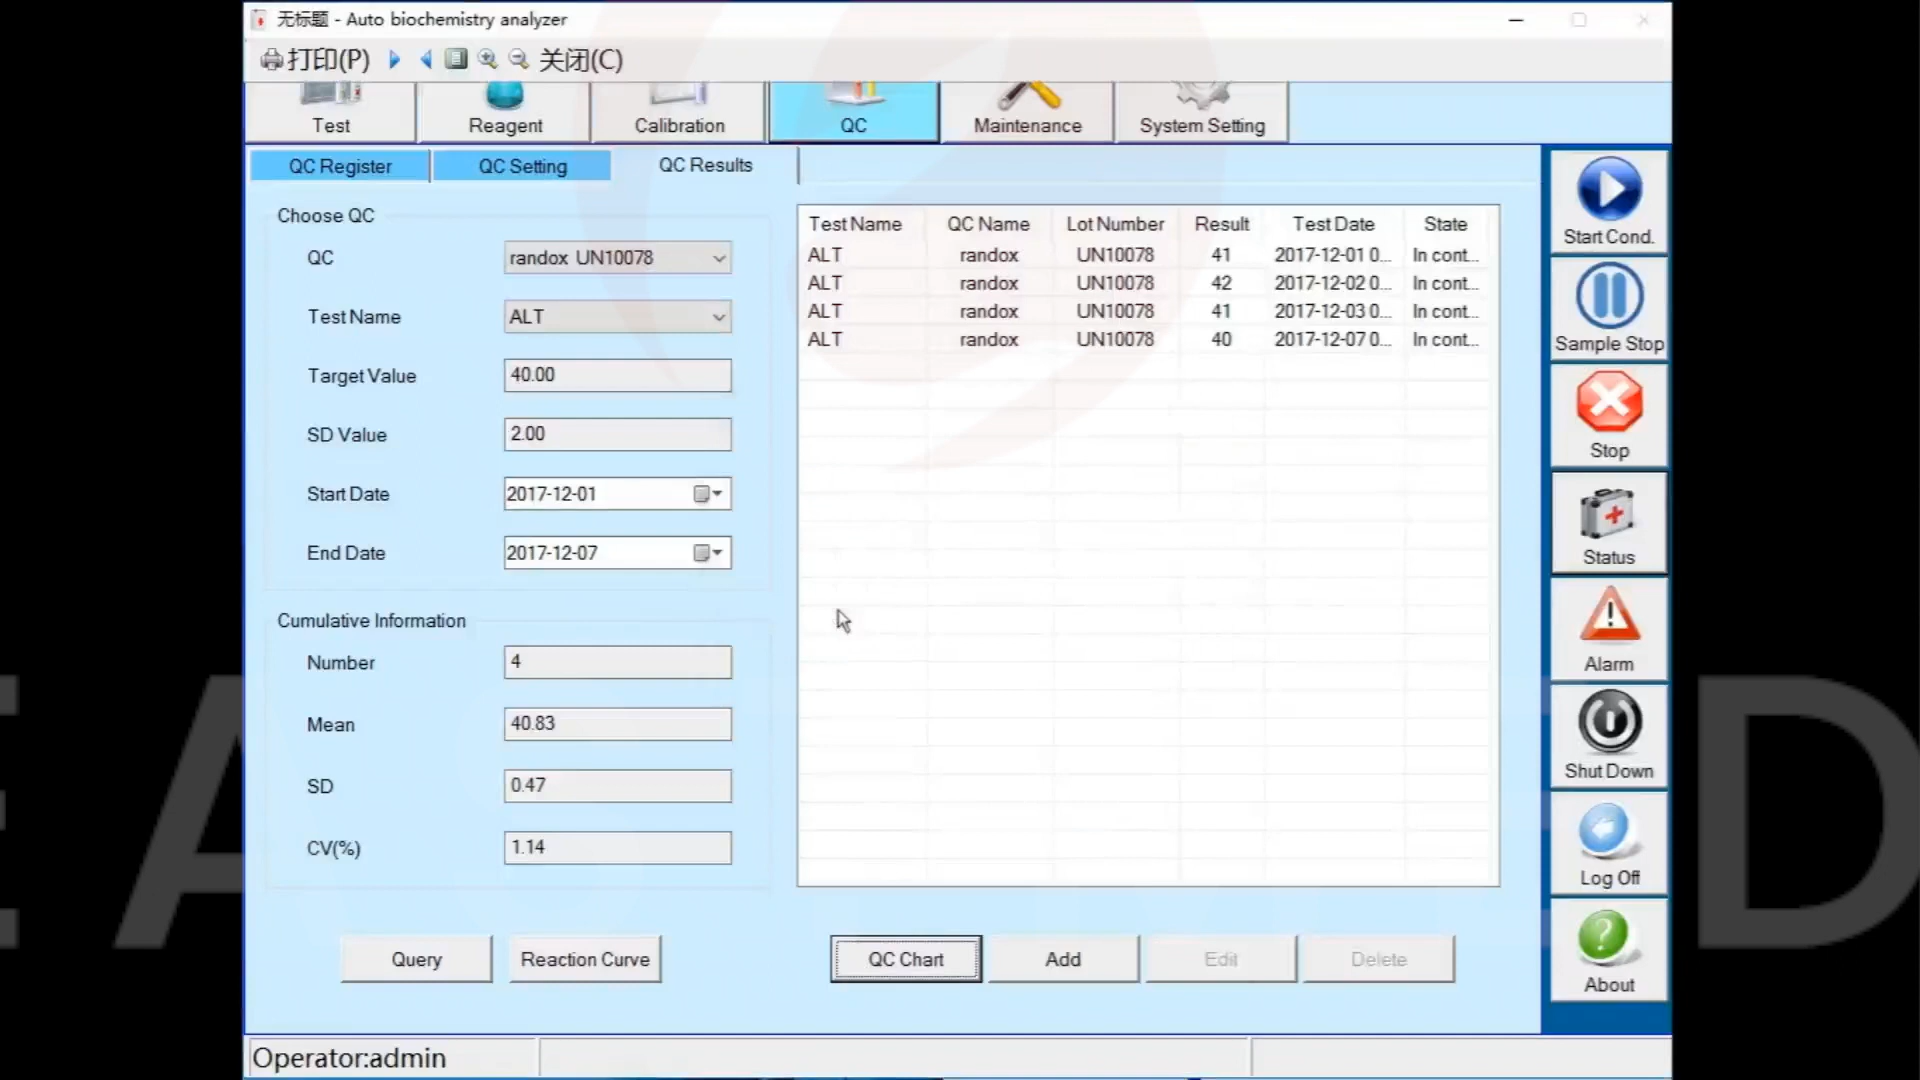 无标题 - Auto biochemistry analyzer
打印(P) 关闭(C)
Test Reagent Calibration QC Maintenance System Setting
QC Register QC Setting QC Results
Choose QC
QC randox UN10078
Test Name ALT
Target Value 40.00
SD Value 2.00
Start Date 2017-12-01
End Date 2017-12-07
Cumulative Information
Number 4
Mean 40.83
SD 0.47
CV(%) 1.14
Query Reaction Curve
Test Name QC Name Lot Number Result Test Date State
ALT randox UN10078 41 2017-12-01 0... In cont...
ALT randox UN10078 42 2017-12-02 0... In cont...
ALT randox UN10078 41 2017-12-03 0... In cont...
ALT randox UN10078 40 2017-12-07 0... In cont...
QC Chart Add Edit Delete
Start Cond.
Sample Stop
Stop
Status
Alarm
Shut Down
Log Off
About
Operator:admin
E A D